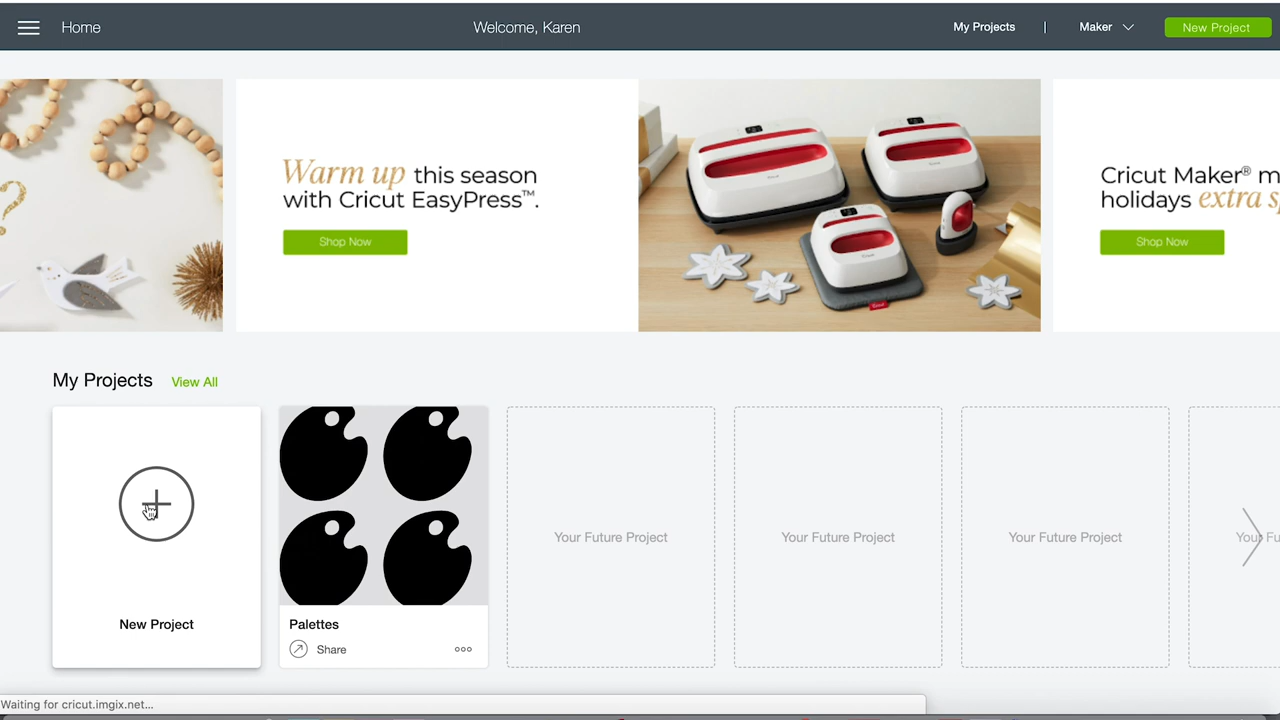 Home
Welcome, Karen
My Projects
|
Maker
New Project
?
Warm up this season
with Cricut EasyPress™.
Shop Now
Cricut Maker® m
holidays extra s
Shop Now
My Projects View All
New Project
Palettes
Share
Your Future Project
Your Future Project
Your Future Project
Your Fu
Waiting for cricut.imgix.net...